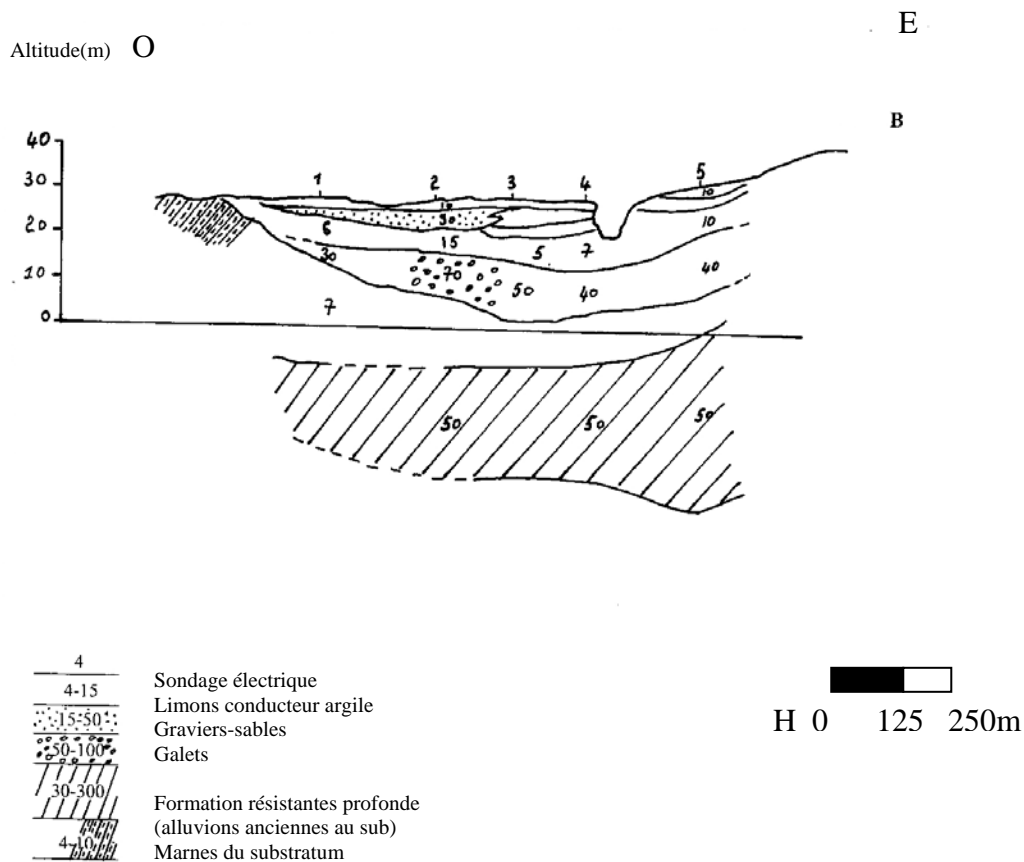 E
Altitude(m) O
B
40
30
20
10
0
1 2 3 4 5
10
30
10
6
15
5 7
30
70
50
40
40
7
50 50 50
4
Sondage électrique
4-15
Limons conducteur argile
15-50
Graviers-sables
50-100
Galets
30-300
Formation résistantes profonde
(alluvions anciennes au sub)
4-10
Marnes du substratum
H 0 125 250m